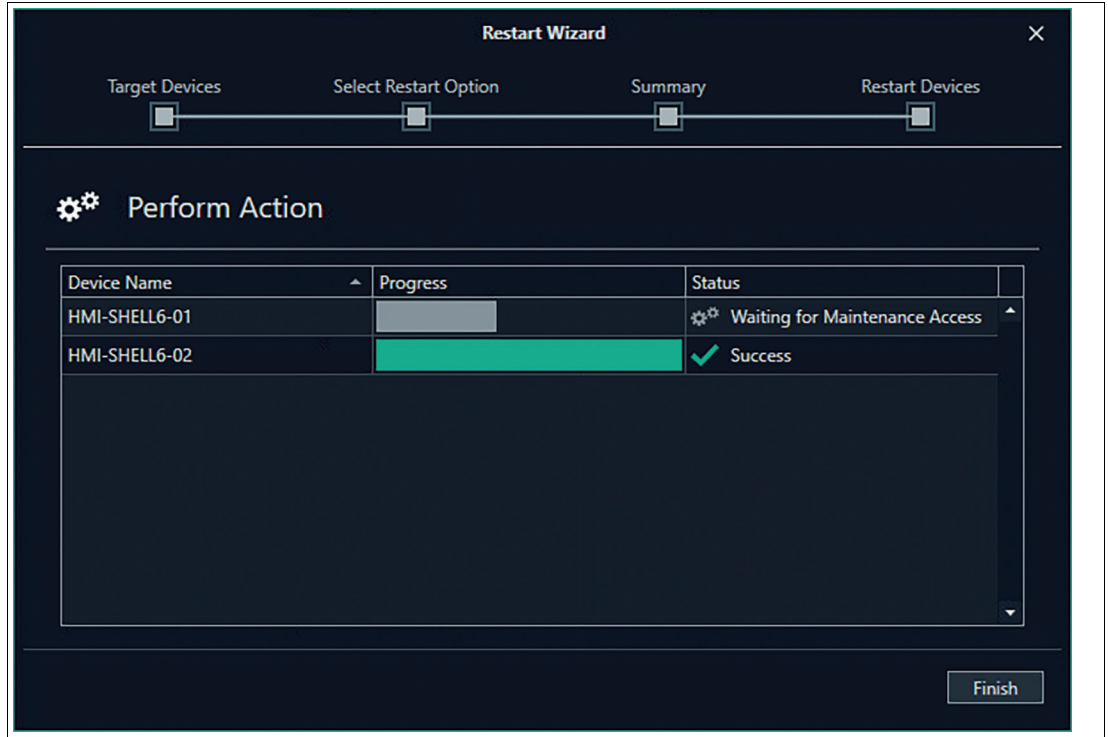 Restart Wizard
Target Devices Select Restart Option Summary Restart Devices
Perform Action
Device Name Progress Status
HMI-SHELL6-01 Waiting for Maintenance Access
HMI-SHELL6-02 Success
Finish